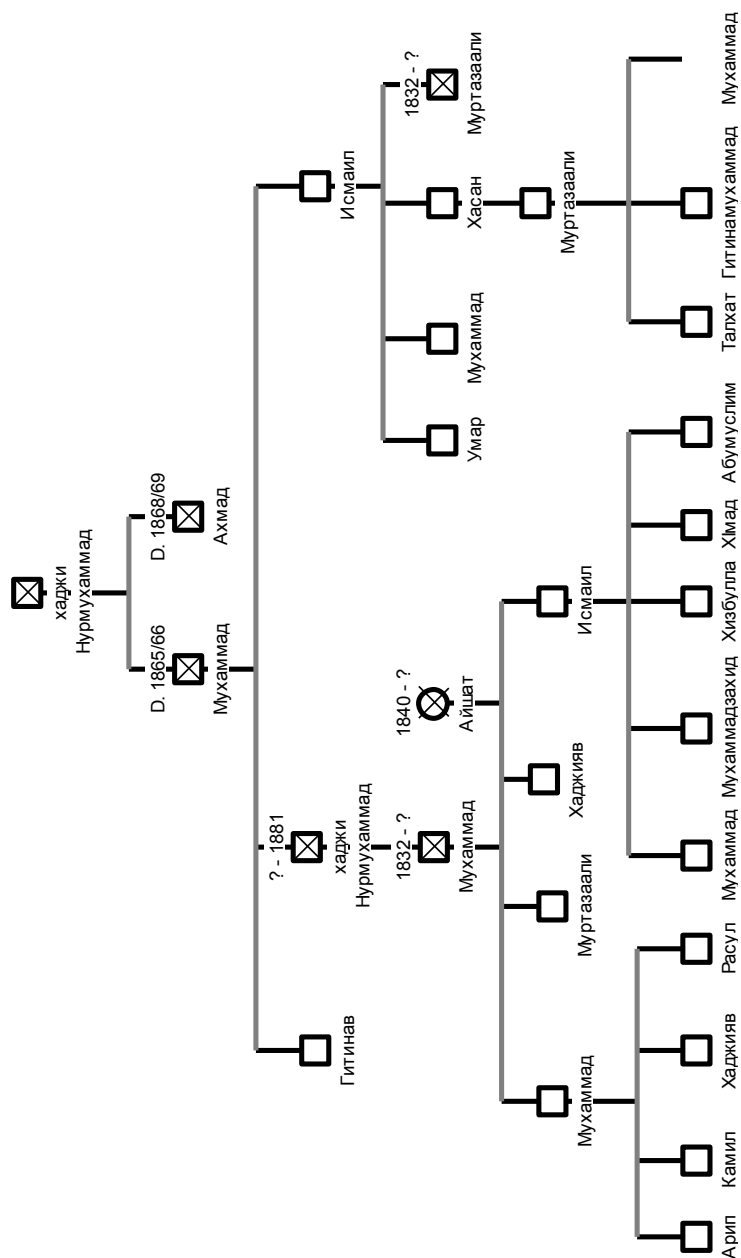 хаджи
Нурмухаммад
D. 1865/66
Мухаммад
D. 1868/69
Ахмад
Гитинав
? - 1881
хаджи
Нурмухаммад
Исмаил
1832 - ?
Мухаммад
1840 - ?
Айшат
Умар
Мухаммад
Хасан
1832 - ?
Муртазаали
Муртазаали
Мухаммад
Муртазаали
Хаджияв
Исмаил
Арип
Камил
Хаджияв
Расул
Мухаммад
Мухаммадзахид
Хизбулла
ХІмад
Абумуслим
Талхат
Гитинамухаммад
Мухаммад